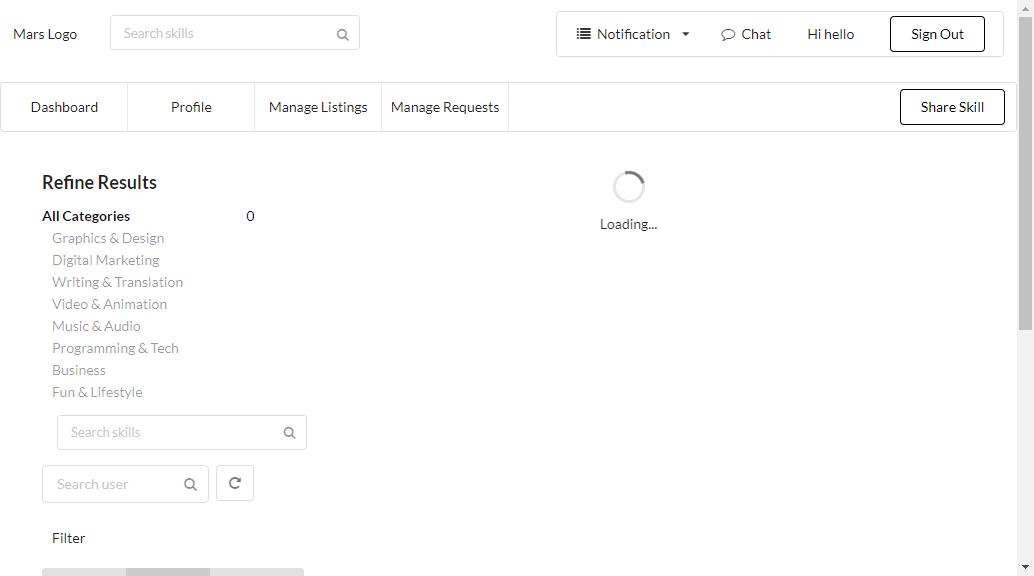 Mars Logo
Search skills
Notification
Chat
Hi hello
Sign Out
Dashboard
Profile
Manage Listings
Manage Requests
Share Skill
Refine Results
All Categories 0
Graphics & Design
Digital Marketing
Writing & Translation
Video & Animation
Music & Audio
Programming & Tech
Business
Fun & Lifestyle
Search skills
Search user
Filter
Loading...